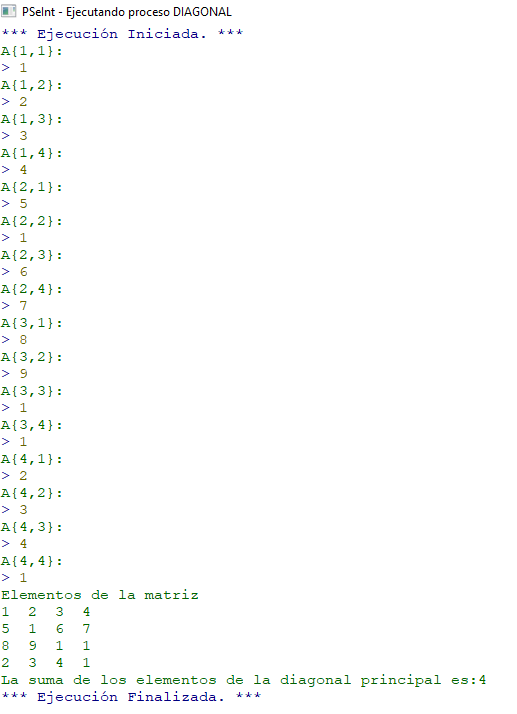 PSeInt - Ejecutando proceso DIAGONAL
*** Ejecución Iniciada. ***
A{1,1}:
> 1
A{1,2}:
> 2
A{1,3}:
> 3
A{1,4}:
> 4
A{2,1}:
> 5
A{2,2}:
> 1
A{2,3}:
> 6
A{2,4}:
> 7
A{3,1}:
> 8
A{3,2}:
> 9
A{3,3}:
> 1
A{3,4}:
> 1
A{4,1}:
> 2
A{4,2}:
> 3
A{4,3}:
> 4
A{4,4}:
> 1
Elementos de la matriz
1  2  3  4
5  1  6  7
8  9  1  1
2  3  4  1
La suma de los elementos de la diagonal principal es:4
*** Ejecución Finalizada. ***